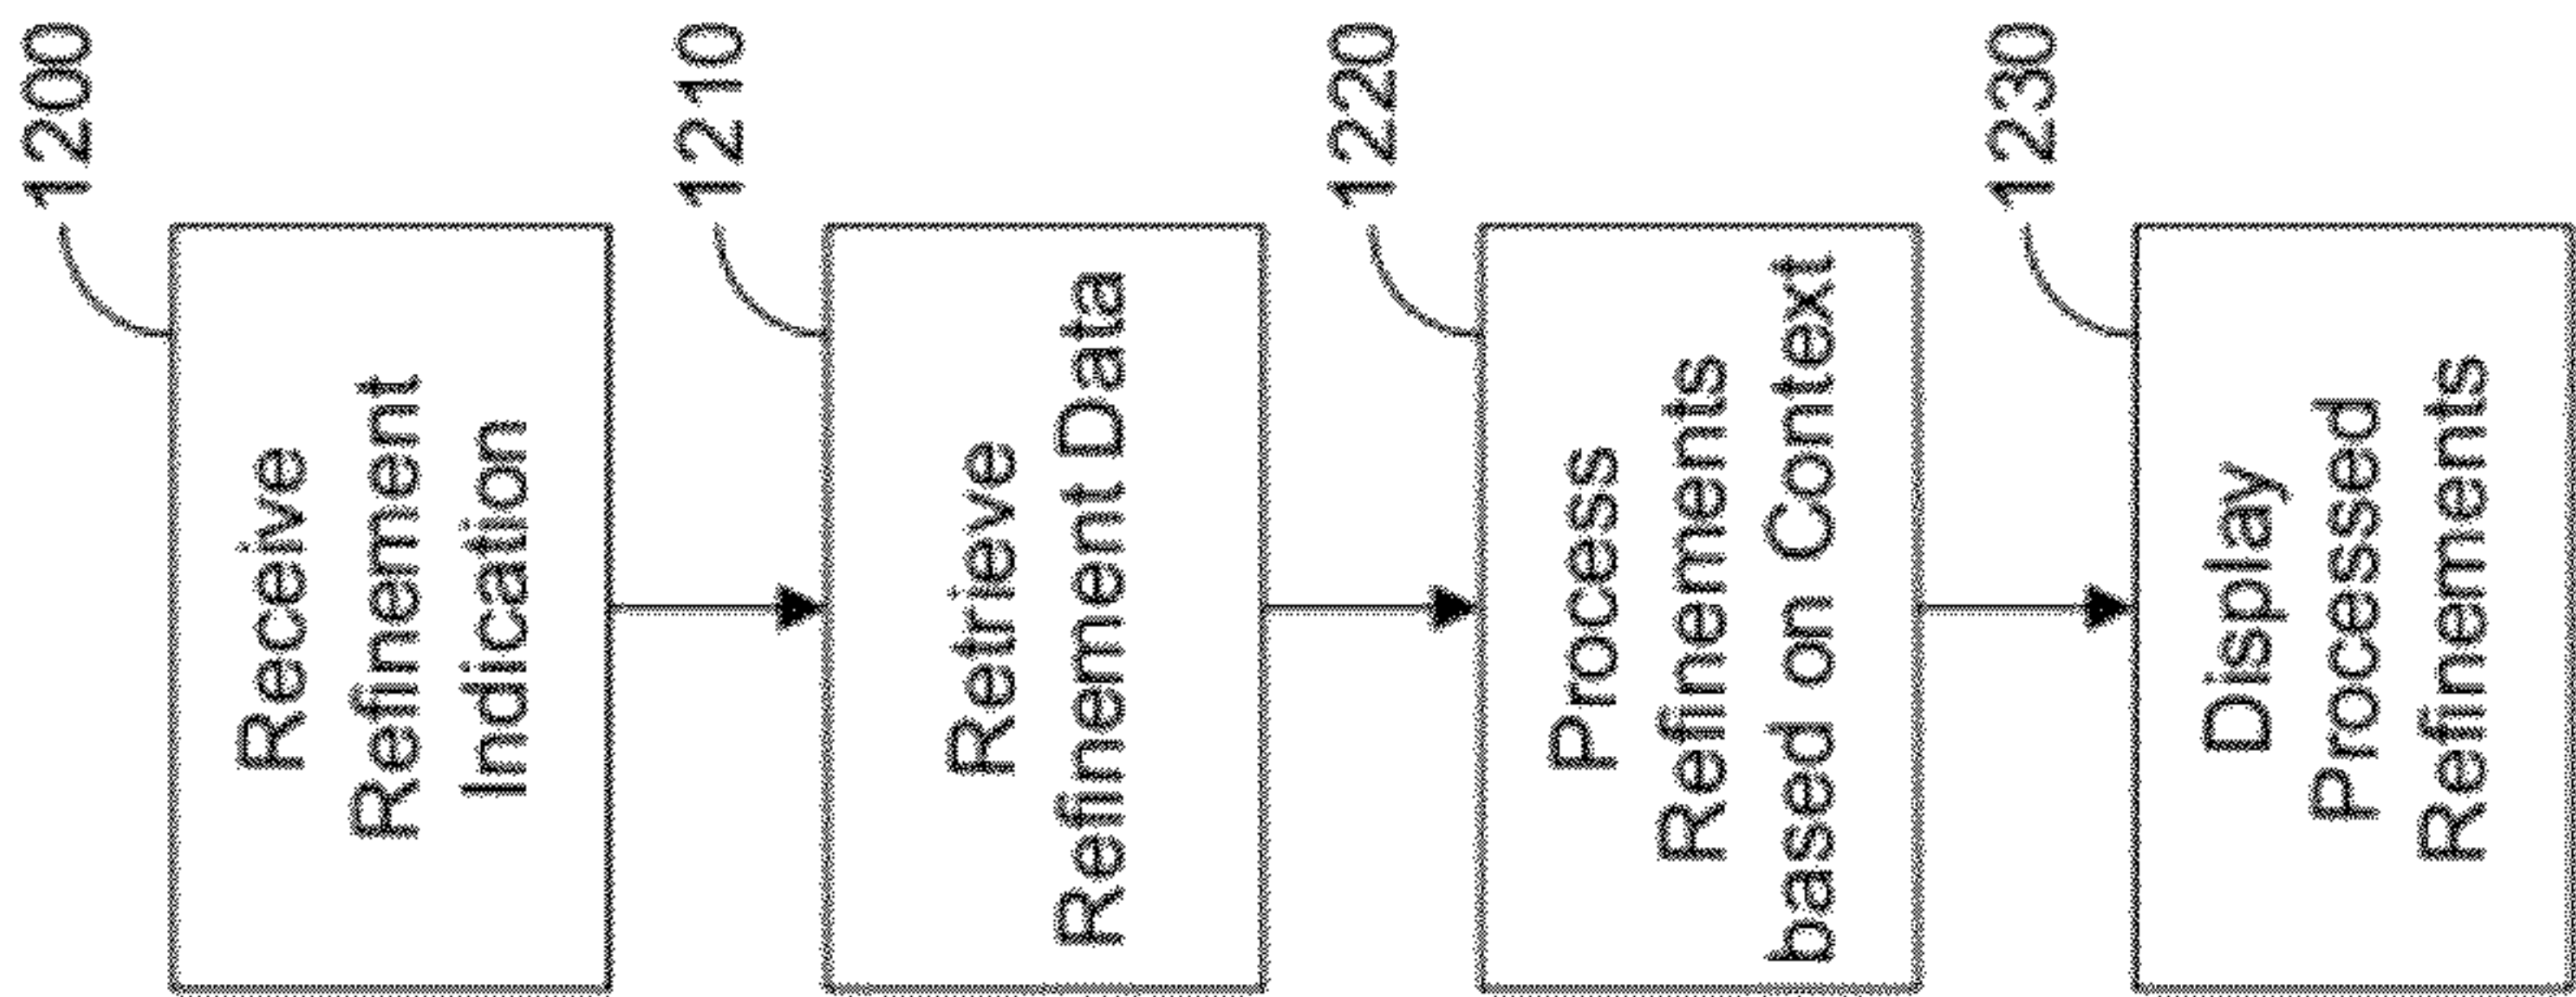 1200
Receive
Refinement
Indication
1210
Retrieve
Refinement Data
1220
Process
Refinements
based on Context
1230
Display
Processed
Refinements